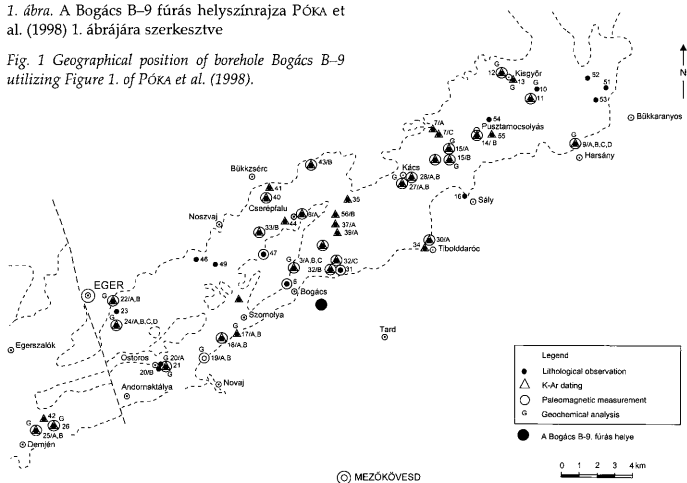 1. ábra. A Bogács B–9 fúrás helyszínrajza PÓKA et
al. (1998) 1. ábrájára szerkesztve
Fig. 1 Geographical position of borehole Bogács B–9
utilizing Figure 1. of PÓKA et al. (1998).
N
G
12
Kisgyőr
13
G
G
10
11
52
51
53
Bükkaranyos
54
7/A
7/C
Pusztamocsolyás
14/B
55
G
9/A,B,C,D
Harsány
G
15/A
15/B
G
43/B
Bükkzsérc
Kács
28/A,B
G
27/A,B
41
40
35
16
Sály
Cserépfalu
6/A
44
56/B
37/A
39/A
Noszvaj
33/B
30/A
34
Tibolddaróc
46
49
47
G
3/A,B,C
32/C
32/B
31
5
Bogács
EGER
G
22/A,B
23
G
24/A,B,C,D
Szomolya
Tard
G
17/A,B
18/A,B
Egerszalók
Ostoros
G
20/A
21
20/B
G
G
19/A,B
Novaj
Andornaktálya
42
G
G
26
25/A,B
Demjén
MEZŐKÖVESD
Legend
Lithological observation
K-Ar dating
Paleomagnetic measurement
G Geochemical analysis
A Bogács B-9. fúrás helye
0 1 2 3 4 km